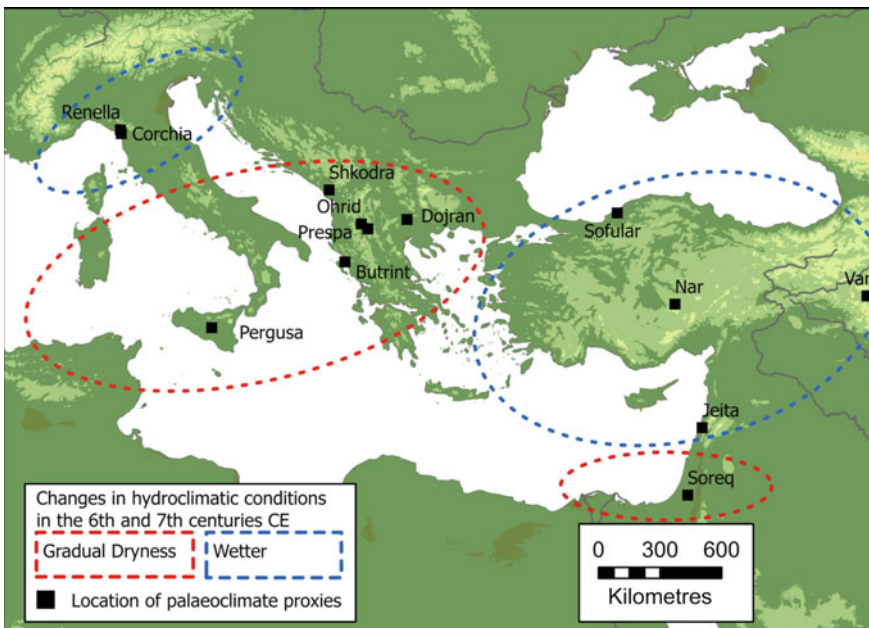 Renella
Corchia
Shkodra
Ohrid
Prespa
Dojran
Butrint
Pergusa
Sofular
Nar
Van
Jeita
Soreq
Changes in hydroclimatic conditions
in the 6th and 7th centuries CE
Gradual Dryness
Wetter
Location of palaeoclimate proxies
0 300 600
Kilometres